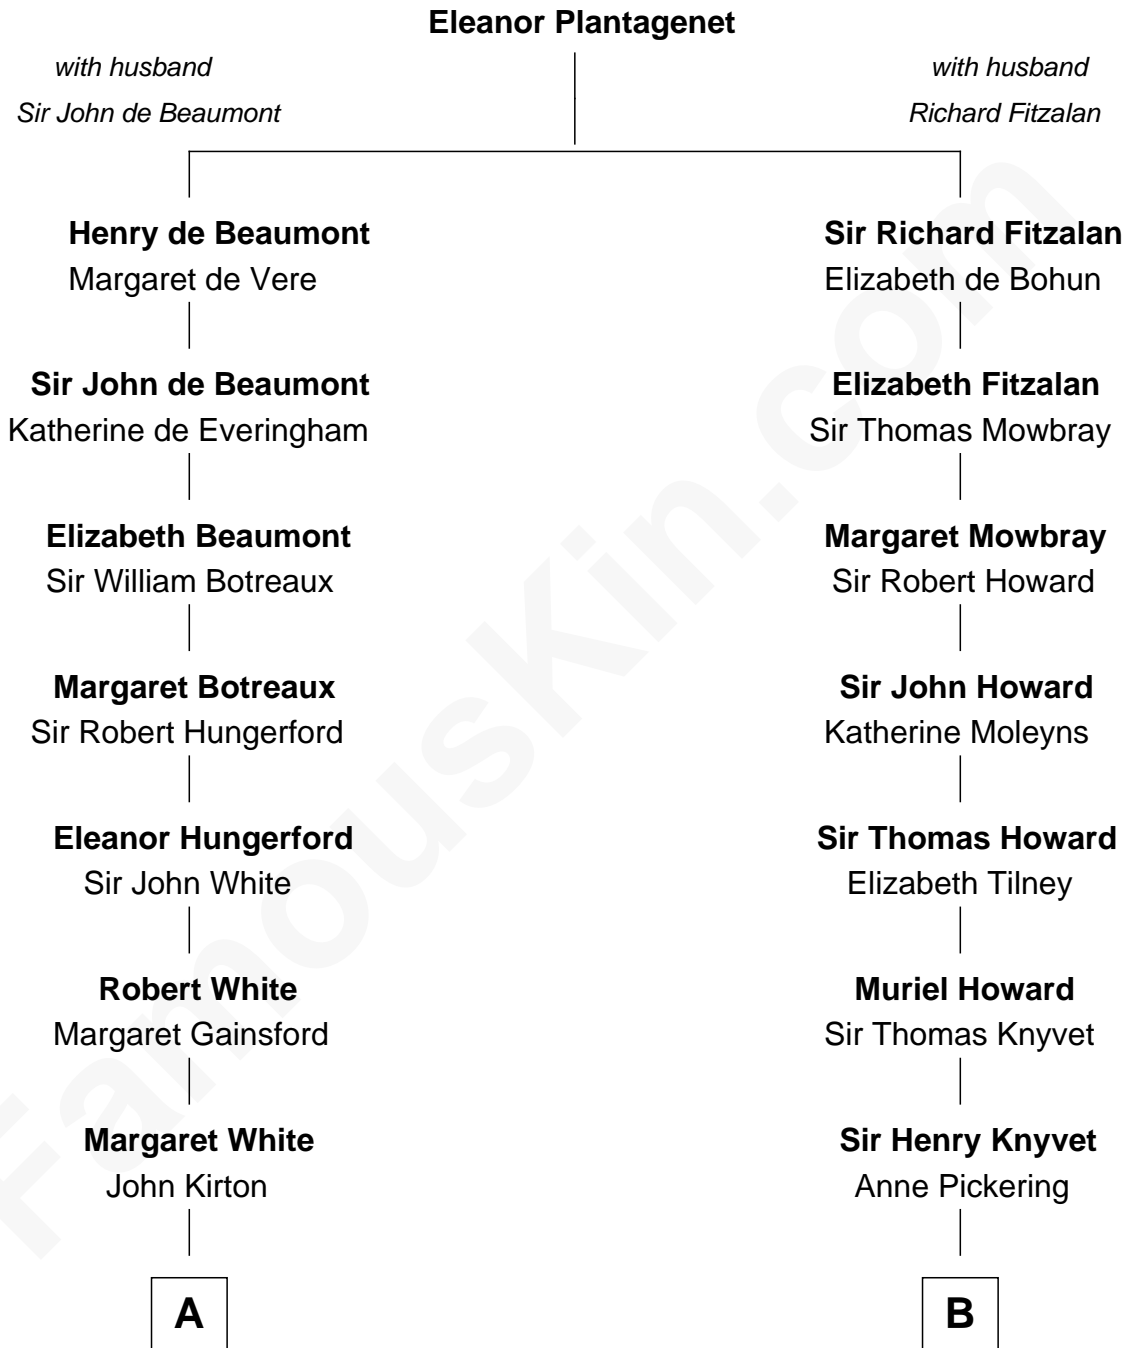 Eleanor Plantagenet
with husband
Sir John de Beaumont
with husband
Richard Fitzalan
Henry de Beaumont
Margaret de Vere
Sir John de Beaumont
Katherine de Everingham
Elizabeth Beaumont
Sir William Botreaux
Margaret Botreaux
Sir Robert Hungerford
Eleanor Hungerford
Sir John White
Robert White
Margaret Gainsford
Margaret White
John Kirton
A
Sir Richard Fitzalan
Elizabeth de Bohun
Elizabeth Fitzalan
Sir Thomas Mowbray
Margaret Mowbray
Sir Robert Howard
Sir John Howard
Katherine Moleyns
Sir Thomas Howard
Elizabeth Tilney
Muriel Howard
Sir Thomas Knyvet
Sir Henry Knyvet
Anne Pickering
B
FamousKin.com